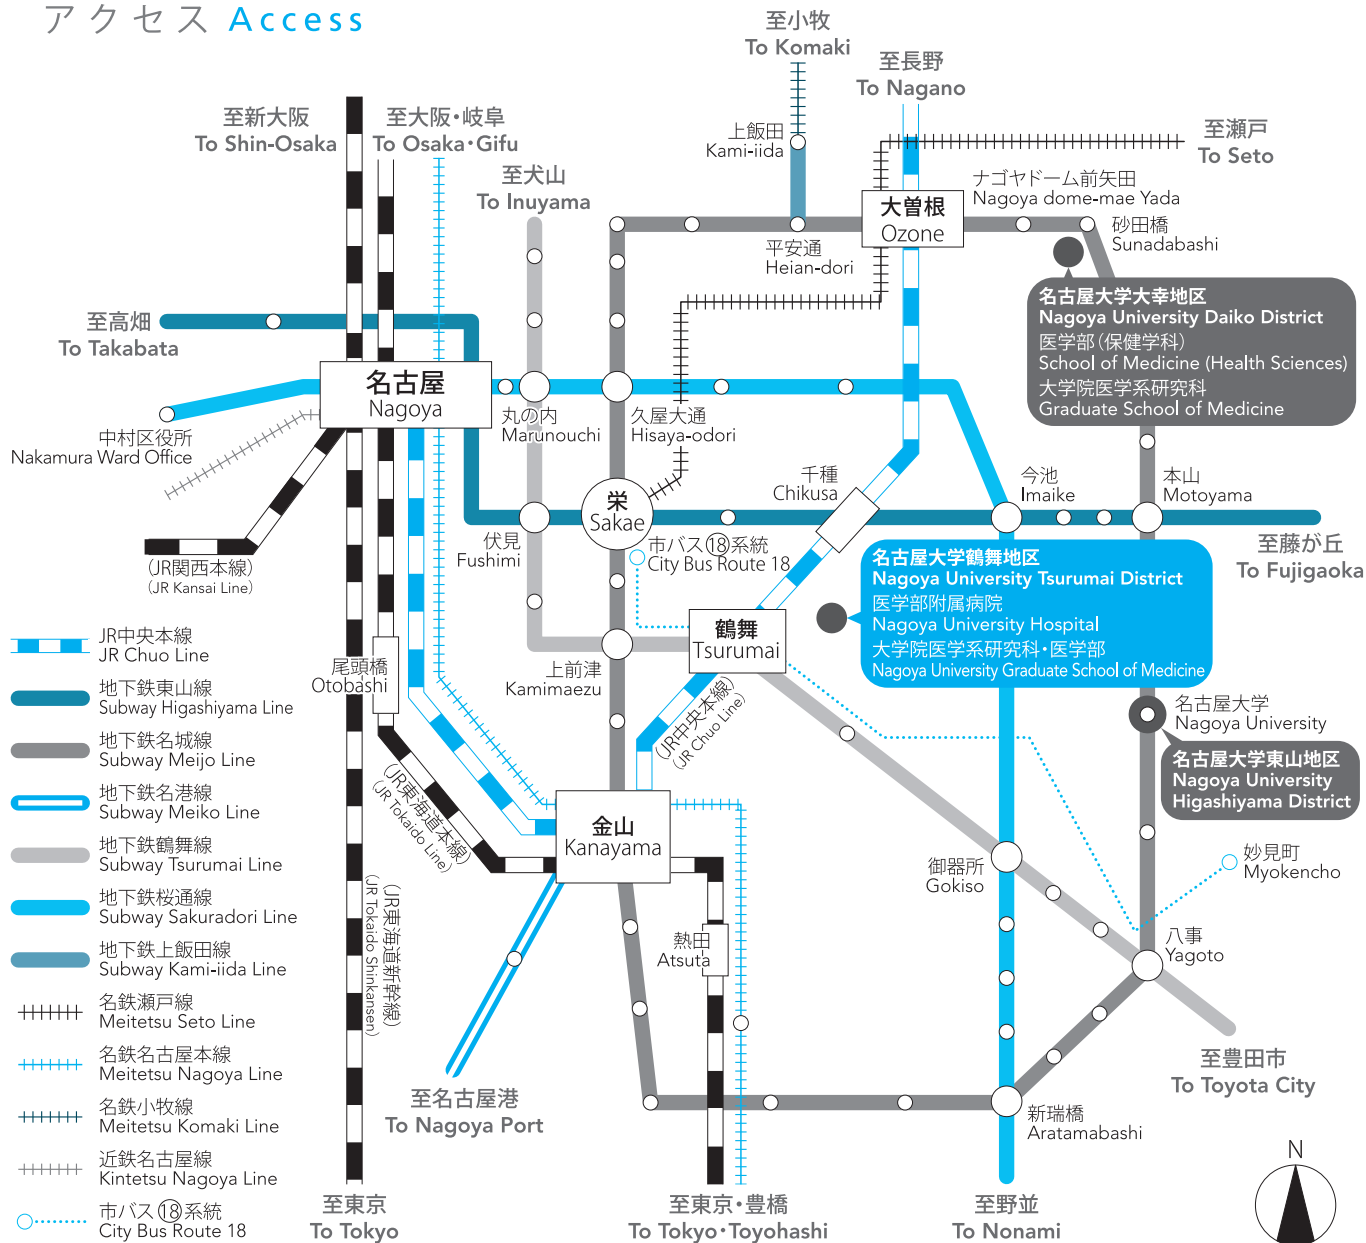 アクセス Access
至小牧
To Komaki
至長野
To Nagano
至新大阪
To Shin-Osaka
至大阪・岐阜
To Osaka・Gifu
上飯田
Kami-iida
至瀬戸
To Seto
至犬山
To Inuyama
ナゴヤドーム前矢田
Nagoya dome-mae Yada
大曽根
Ozone
砂田橋
Sunadabashi
平安通
Heian-dori
名古屋大学大幸地区
Nagoya University Daiko District
医学部(保健学科)
School of Medicine (Health Sciences)
大学院医学系研究科
Graduate School of Medicine
至高畑
To Takabata
名古屋
Nagoya
丸の内
Marunouchi
久屋大通
Hisaya-odori
中村区役所
Nakamura Ward Office
千種
Chikusa
今池
Imaike
本山
Motoyama
栄
Sakae
伏見
Fushimi
市バス⑱系統
City Bus Route 18
至藤が丘
To Fujigaoka
(JR関西本線)
(JR Kansai Line)
名古屋大学鶴舞地区
Nagoya University Tsurumai District
医学部附属病院
Nagoya University Hospital
大学院医学系研究科・医学部
Nagoya University Graduate School of Medicine
鶴舞
Tsurumai
上前津
Kamimaezu
尾頭橋
Otobashi
(JR中央本線)
(JR Chuo Line)
名古屋大学
Nagoya University
名古屋大学東山地区
Nagoya University
Higashiyama District
(JR東海道本線)
(JR Tokaido Line)
金山
Kanayama
御器所
Gokiso
妙見町
Myokencho
(JR東海道新幹線)
(JR Tokaido Shinkansen)
熱田
Atsuta
八事
Yagoto
至豊田市
To Toyota City
至名古屋港
To Nagoya Port
新瑞橋
Aratamabashi
至東京
To Tokyo
至東京・豊橋
To Tokyo・Toyohashi
至野並
To Nonami
N
JR中央本線
JR Chuo Line
地下鉄東山線
Subway Higashiyama Line
地下鉄名城線
Subway Meijo Line
地下鉄名港線
Subway Meiko Line
地下鉄鶴舞線
Subway Tsurumai Line
地下鉄桜通線
Subway Sakuradori Line
地下鉄上飯田線
Subway Kami-iida Line
名鉄瀬戸線
Meitetsu Seto Line
名鉄名古屋本線
Meitetsu Nagoya Line
名鉄小牧線
Meitetsu Komaki Line
近鉄名古屋線
Kintetsu Nagoya Line
市バス⑱系統
City Bus Route 18